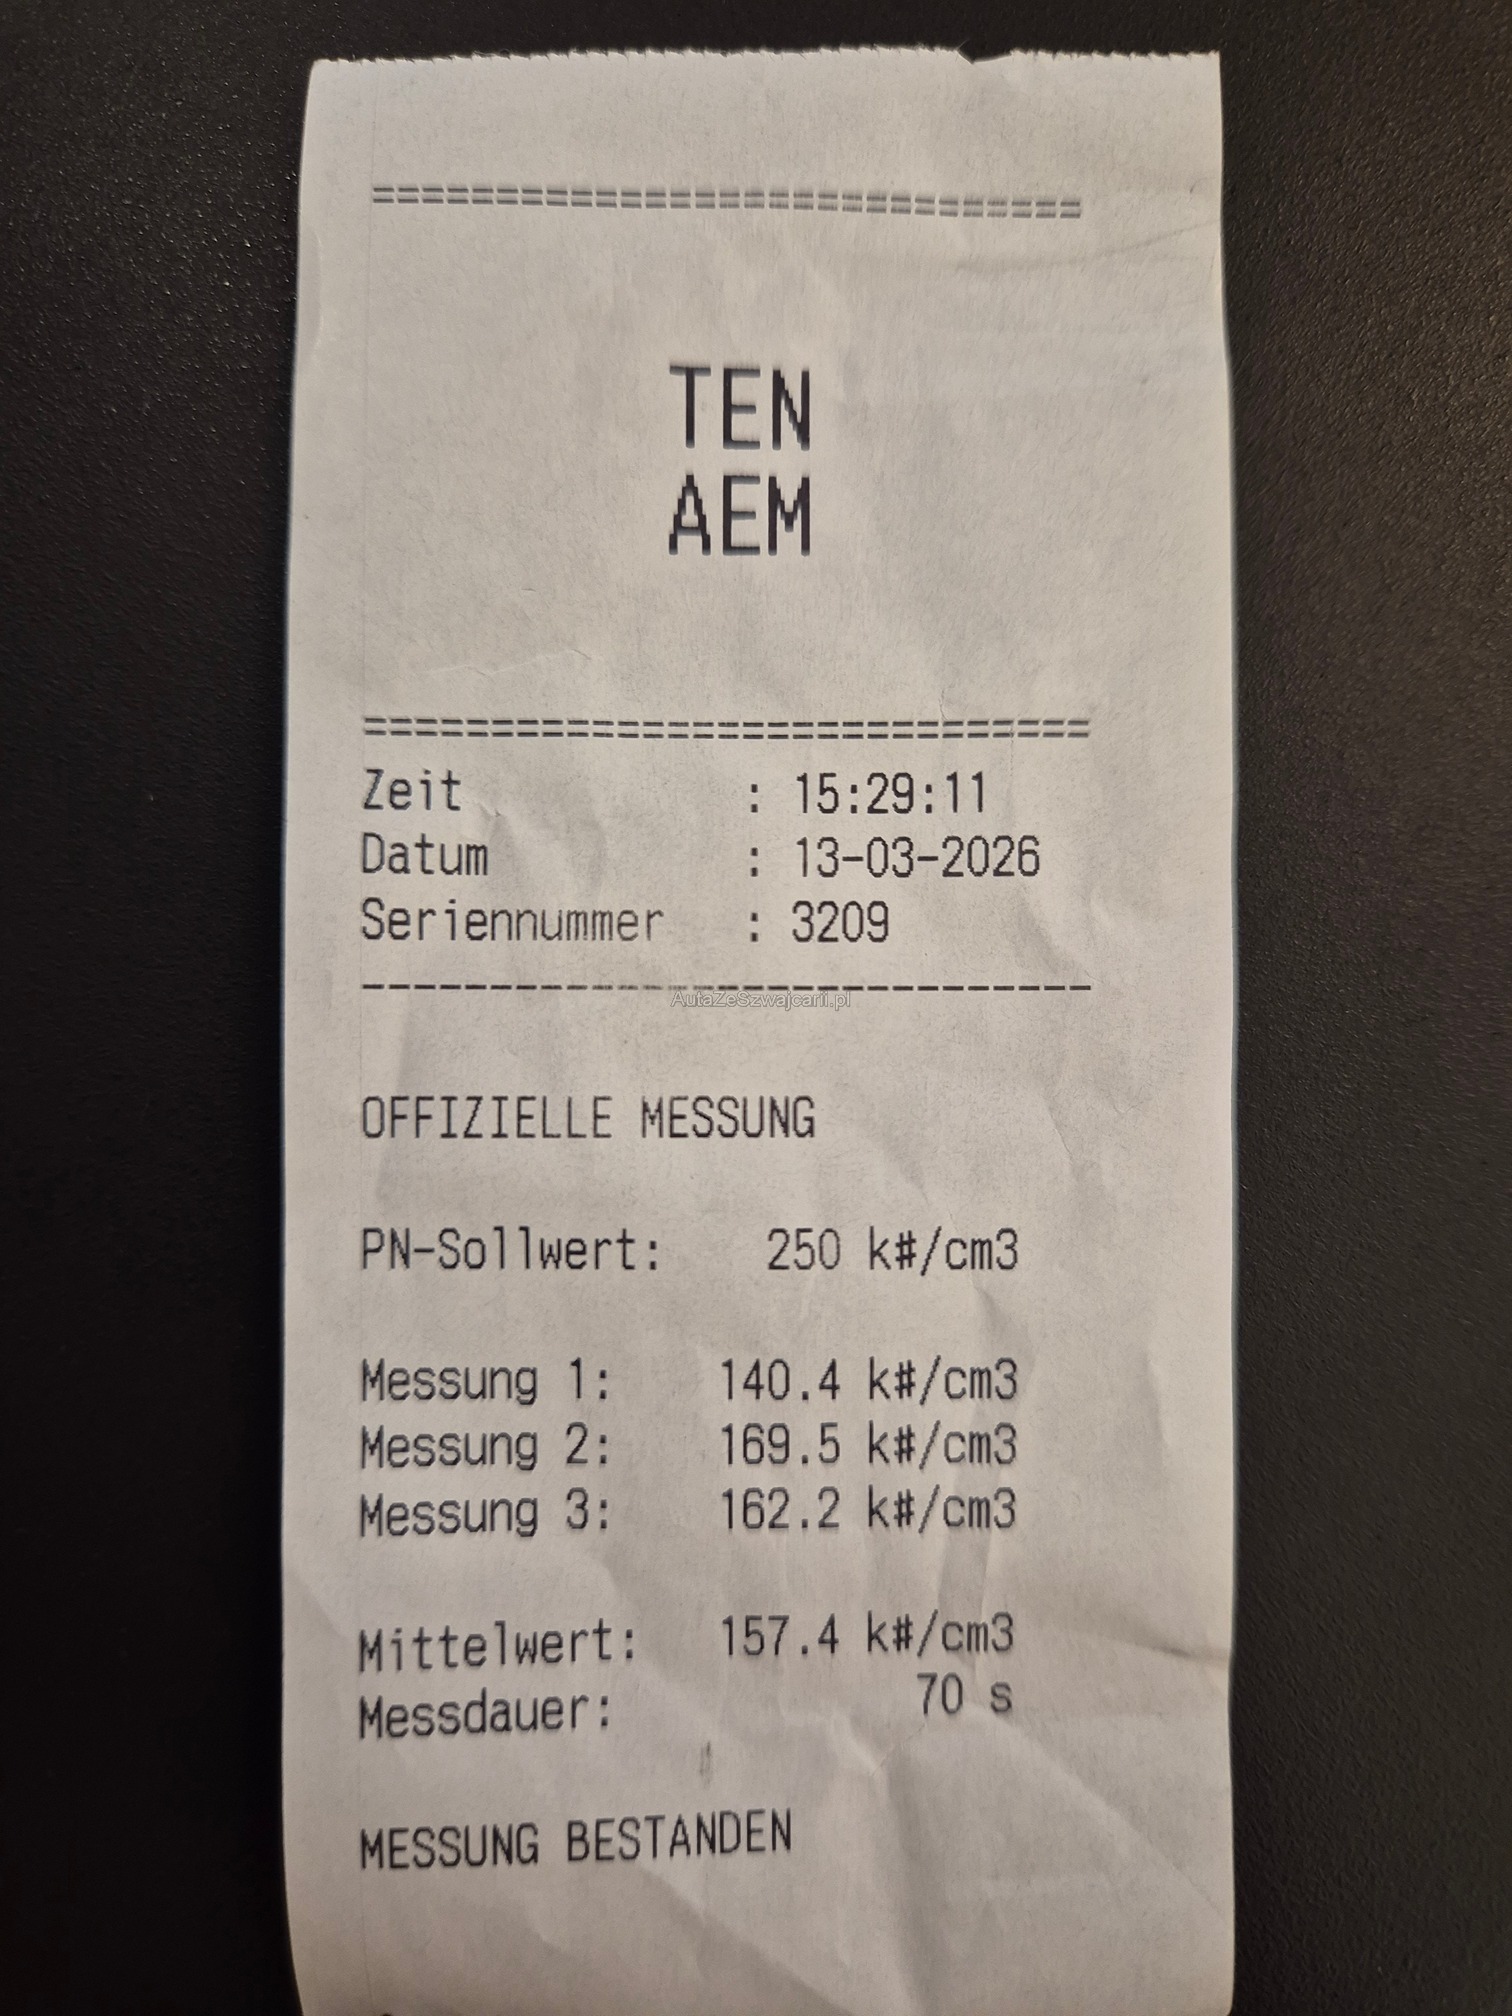 =============================
TEN
AEM
=============================
Zeit : 15:29:11
Datum : 13-03-2026
Seriennummer : 3209
-----------------------------
AutaZeSzwajcarii.pl
OFFIZIELLE MESSUNG
PN-Sollwert: 250 k#/cm3
Messung 1: 140.4 k#/cm3
Messung 2: 169.5 k#/cm3
Messung 3: 162.2 k#/cm3
Mittelwert: 157.4 k#/cm3
Messdauer: 70 s
MESSUNG BESTANDEN